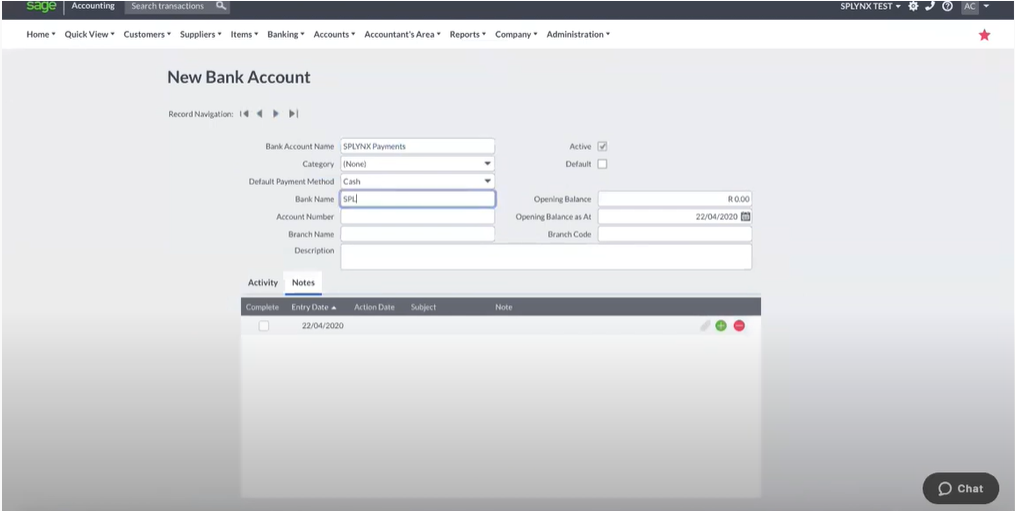 sage Accounting Search transactions SPLYNX TEST AC
Home Quick View Customers Suppliers Items Banking Accounts Accountant's Area Reports Company Administration
New Bank Account
Record Navigation:
Bank Account Name SPLYNX Payments Active
Category (None) Default
Default Payment Method Cash
Bank Name SPL Opening Balance R 0.00
Account Number Opening Balance as At 22/04/2020
Branch Name Branch Code
Description
Activity Notes
Complete Entry Date Action Date Subject Note
22/04/2020
Chat